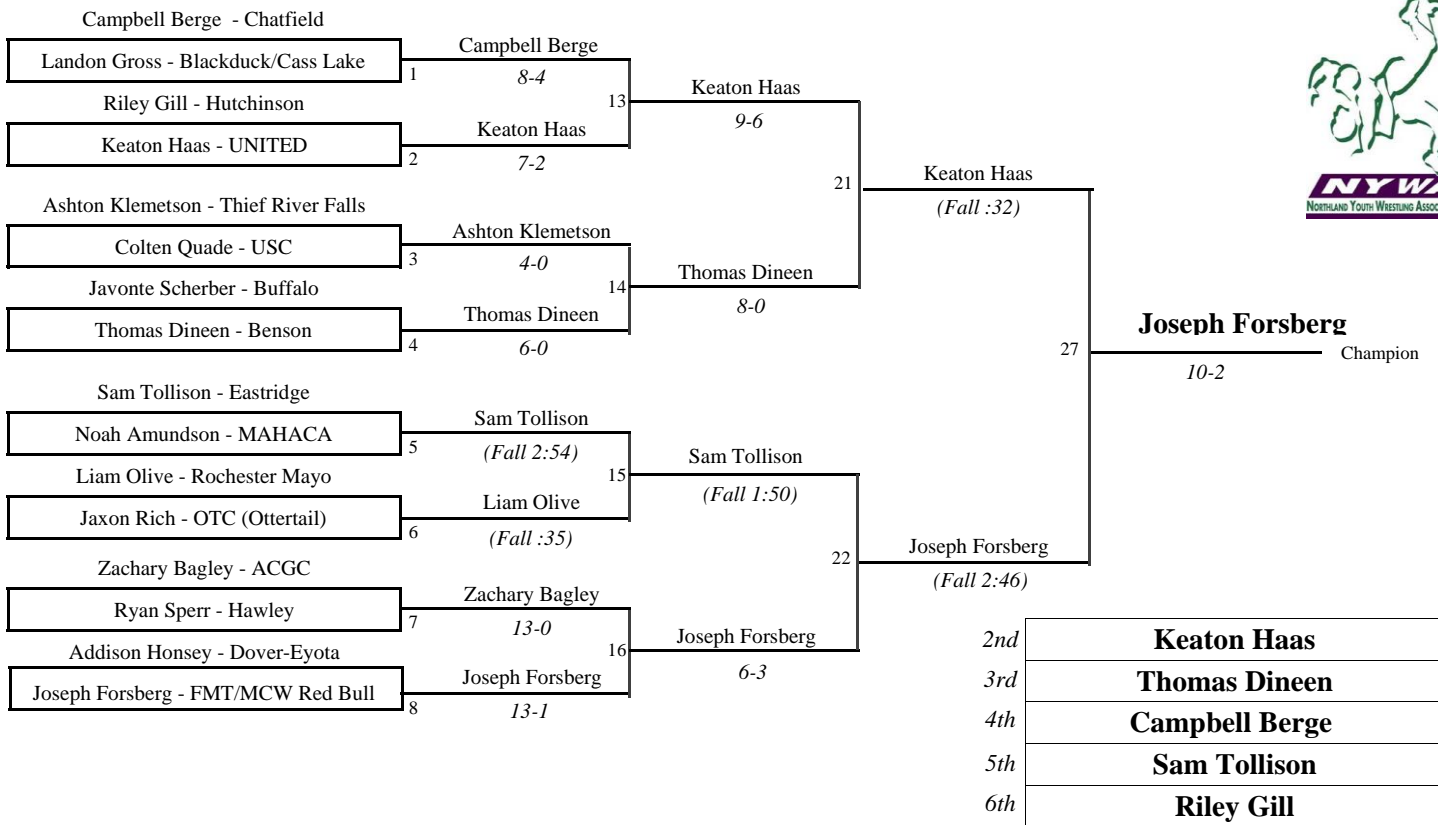 Campbell Berge - Chatfield
Landon Gross - Blackduck/Cass Lake
1
Campbell Berge
8-4
Riley Gill - Hutchinson
Keaton Haas - UNITED
2
Keaton Haas
7-2
13
Keaton Haas
9-6
Ashton Klemetson - Thief River Falls
Colten Quade - USC
3
Ashton Klemetson
4-0
Javonte Scherber - Buffalo
Thomas Dineen - Benson
4
Thomas Dineen
6-0
14
Thomas Dineen
8-0
21
Keaton Haas
(Fall :32)
Sam Tollison - Eastridge
Noah Amundson - MAHACA
5
Sam Tollison
(Fall 2:54)
Liam Olive - Rochester Mayo
Jaxon Rich - OTC (Ottertail)
6
Liam Olive
(Fall :35)
15
Sam Tollison
(Fall 1:50)
Zachary Bagley - ACGC
Ryan Sperr - Hawley
7
Zachary Bagley
13-0
Addison Honsey - Dover-Eyota
Joseph Forsberg - FMT/MCW Red Bull
8
Joseph Forsberg
13-1
16
Joseph Forsberg
6-3
22
Joseph Forsberg
(Fall 2:46)
27
Joseph Forsberg
Champion
10-2
NYW
NORTHLAND YOUTH WRESTLING
2nd Keaton Haas
3rd Thomas Dineen
4th Campbell Berge
5th Sam Tollison
6th Riley Gill